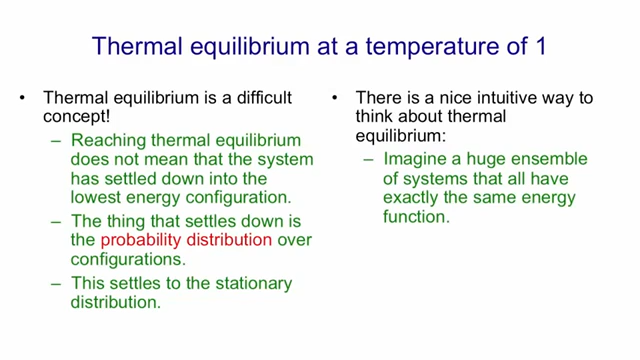 Thermal equilibrium at a temperature of 1
• Thermal equilibrium is a difficult
concept!
– Reaching thermal equilibrium
does not mean that the system
has settled down into the
lowest energy configuration.
– The thing that settles down is
the probability distribution over
configurations.
– This settles to the stationary
distribution.
• There is a nice intuitive way to
think about thermal
equilibrium:
– Imagine a huge ensemble
of systems that all have
exactly the same energy
function.